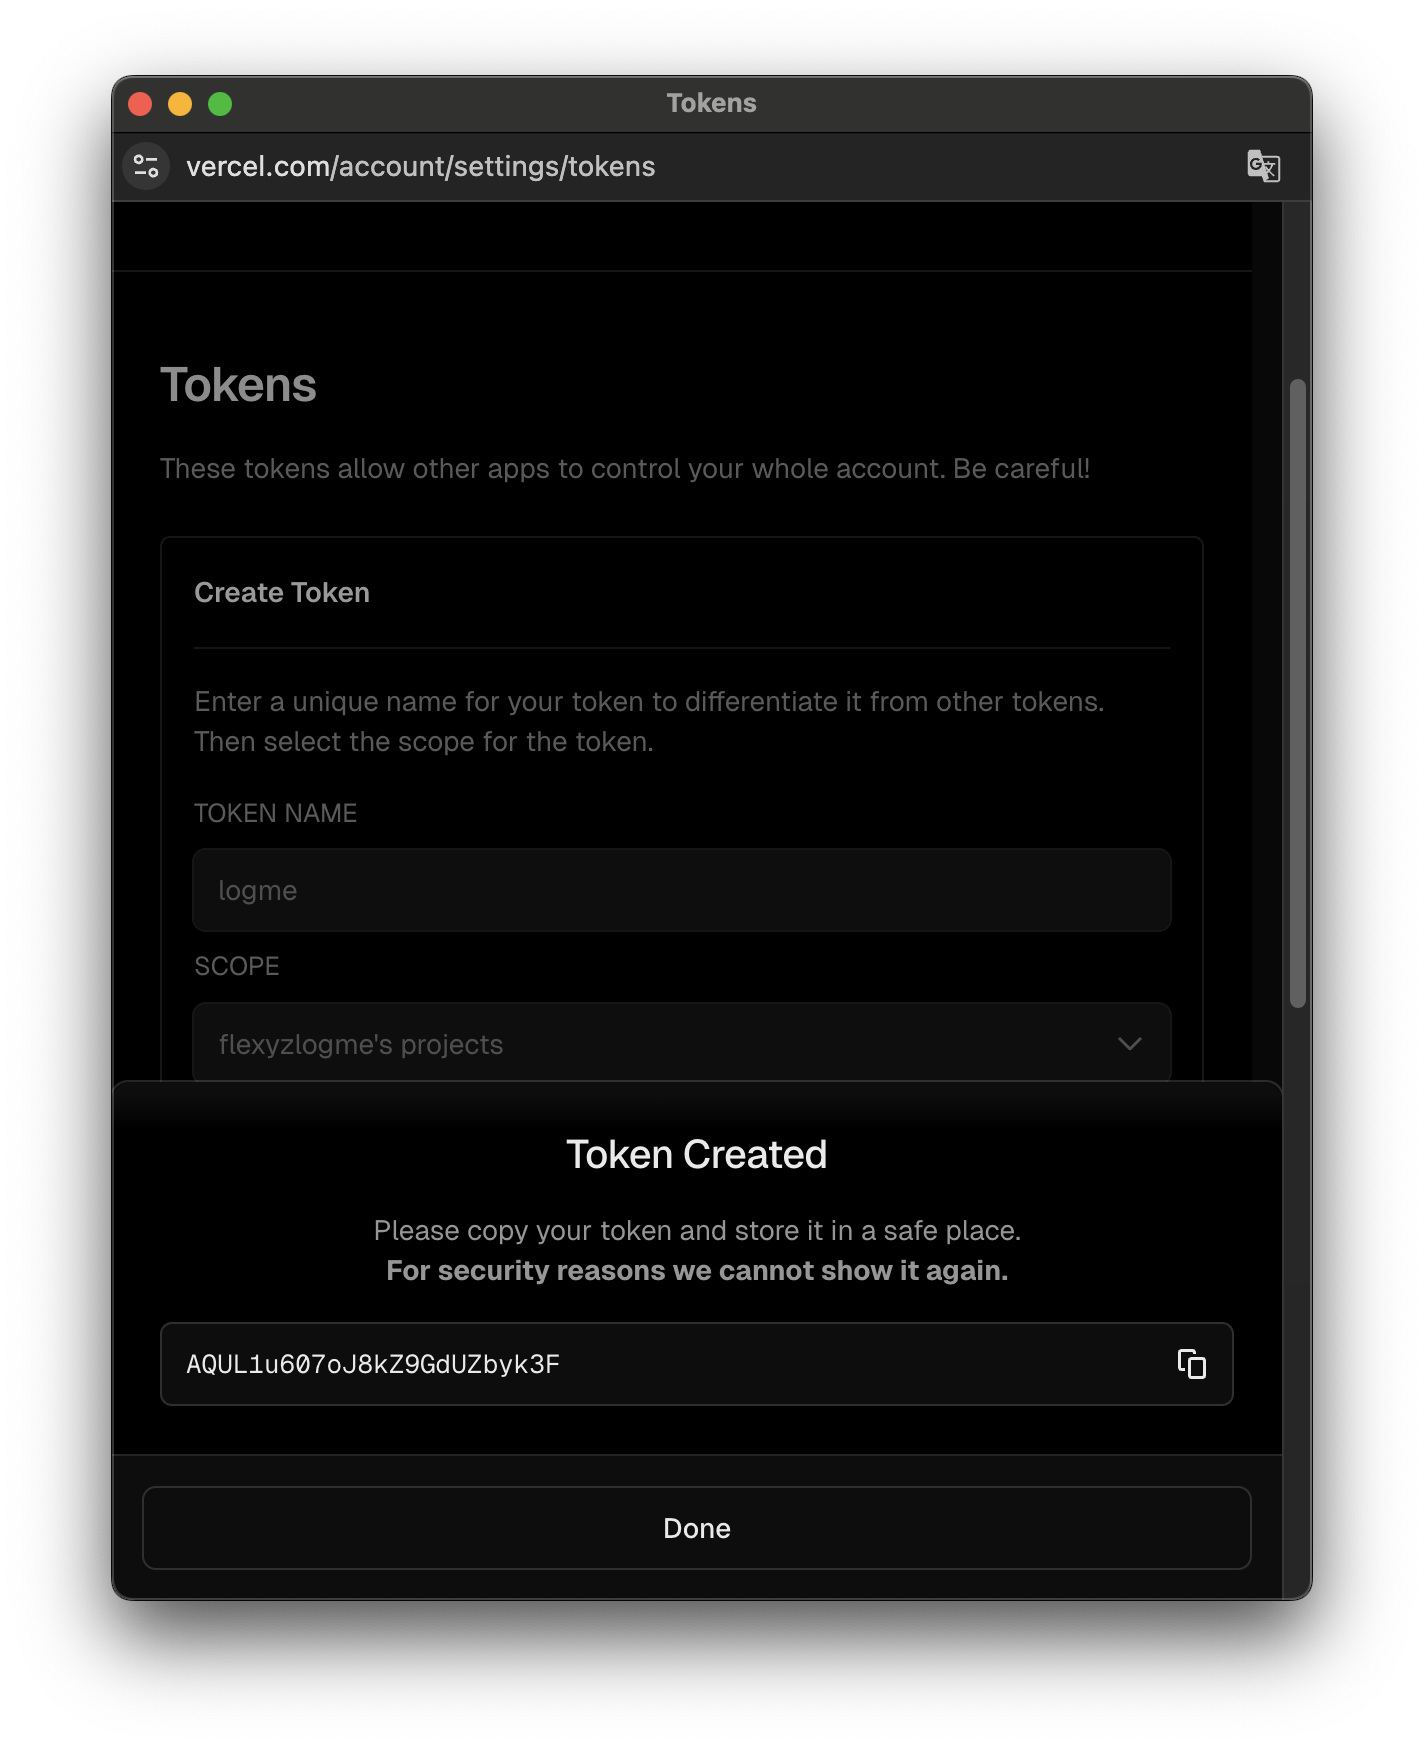 Tokens
vercel.com/account/settings/tokens
Tokens
These tokens allow other apps to control your whole account. Be careful!
Create Token
Enter a unique name for your token to differentiate it from other tokens.
Then select the scope for the token.
TOKEN NAME
logme
SCOPE
flexyzlogme's projects
Token Created
Please copy your token and store it in a safe place.
For security reasons we cannot show it again.
AQUL1u607oJ8kZ9GdUZbyk3F
Done